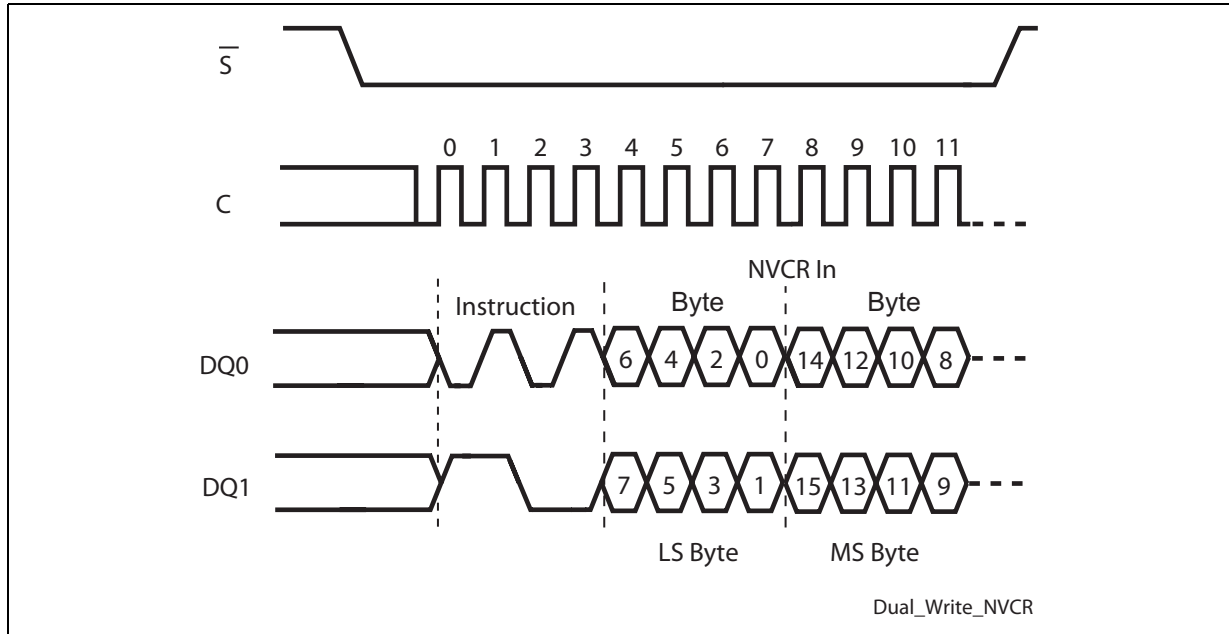 S
0 1 2 3 4 5 6 7 8 9 10 11
C
NVCR In
Instruction Byte Byte
DQ0 6 4 2 0 14 12 10 8
DQ1 7 5 3 1 15 13 11 9
LS Byte MS Byte
Dual_Write_NVCR